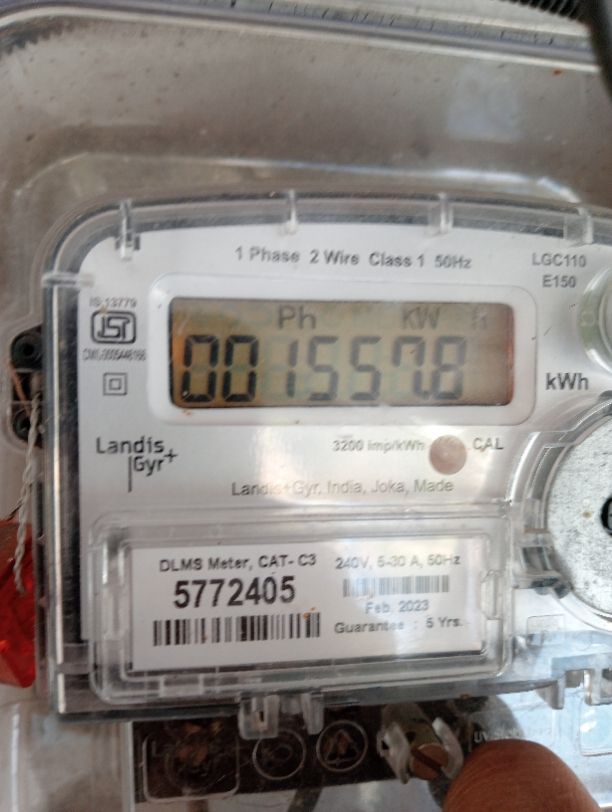 1 Phase 2 Wire Class 1 50Hz
LGC110
E150
IS 13779
Ph kW
001557.8
kWh
Landis+
Gyr
3200 imp/kWh
CAL
Landis+Gyr, India, Joka, Made
DLMS Meter, CAT- C3
240V, 5-30 A, 50Hz
5772405
Feb. 2023
Guarantee : 5 Yrs.